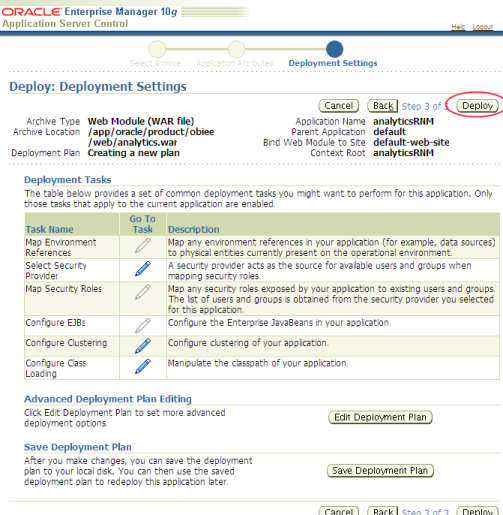 ORACLE Enterprise Manager 10g
Application Server Control
Help Logout
Select Archive Application Attributes Deployment Settings
Deploy: Deployment Settings
Cancel Back Step 3 of 3 Deploy
Archive Type Web Module (WAR file)
Archive Location /app/oracle/product/obiee
/web/analytics.war
Deployment Plan Creating a new plan
Application Name analyticsRNM
Parent Application default
Bind Web Module to Site default-web-site
Context Root analyticsRNM
Deployment Tasks
The table below provides a set of common deployment tasks you might want to perform for this application. Only
those tasks that apply to the current application are enabled.
Task Name Go To Task Description
Map Environment References Map any environment references in your application (for example, data sources)
to physical entities currently present on the operational environment.
Select Security Provider A security provider acts as the source for available users and groups when
mapping security roles.
Map Security Roles Map any security roles exposed by your application to existing users and groups.
The list of users and groups is obtained from the security provider you selected
for this application.
Configure EJBs Configure the Enterprise JavaBeans in your application.
Configure Clustering Configure clustering of your application.
Configure Class Loading Manipulate the classpath of your application.
Advanced Deployment Plan Editing
Click Edit Deployment Plan to set more advanced
deployment options.
Edit Deployment Plan
Save Deployment Plan
After you make changes, you can save the deployment
plan to your local disk. You can then use the saved
deployment plan to redeploy this application later.
Save Deployment Plan
Cancel Back Step 3 of 3 Deploy